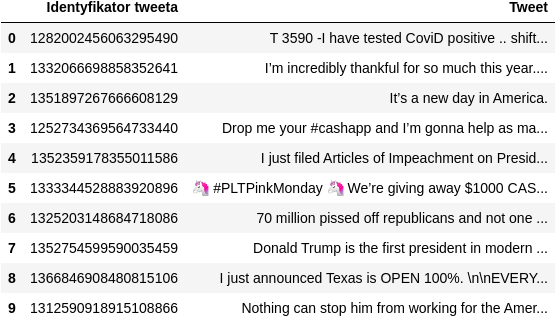 Identyfikator tweeta Tweet
0 1282002456063295490 T 3590 -I have tested CoviD positive .. shift...
1 1332066698858352641 I’m incredibly thankful for so much this year....
2 1351897267666608129 It’s a new day in America.
3 1252734369564733440 Drop me your #cashapp and I’m gonna help as ma...
4 1352359178355011586 I just filed Articles of Impeachment on Presid...
5 1333344528883920896 🦄 #PLTPinkMonday 🦄 We’re giving away $1000 CAS...
6 1325203148684718086 70 million pissed off republicans and not one ...
7 1352754599590035459 Donald Trump is the first president in modern ...
8 1366846908480815106 I just announced Texas is OPEN 100%. \n\nEVERY...
9 1312590918915108866 Nothing can stop him from working for the Amer...